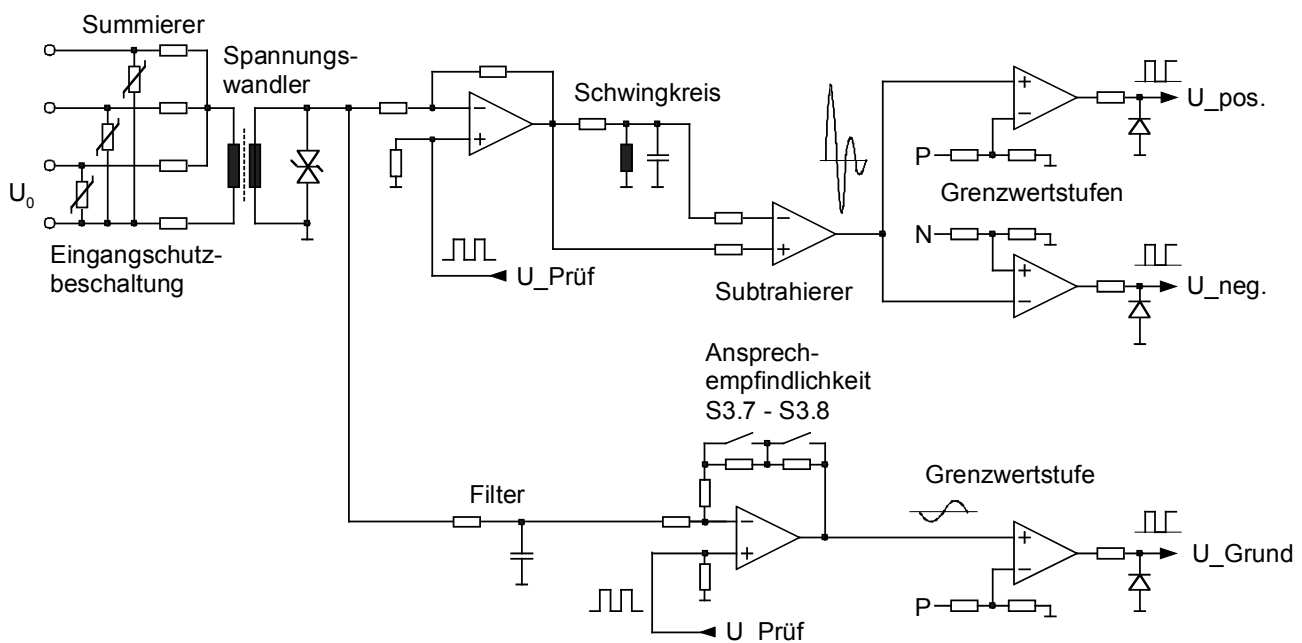 Summierer
Spannungs-
wandler
U0
Eingangschutz-
beschaltung
Schwingkreis
U_Prüf
Subtrahierer
P
Grenzwertstufen
N
U_pos.
U_neg.
Ansprech-
empfindlichkeit
S3.7 - S3.8
Filter
Grenzwertstufe
U_Prüf
P
U_Grund